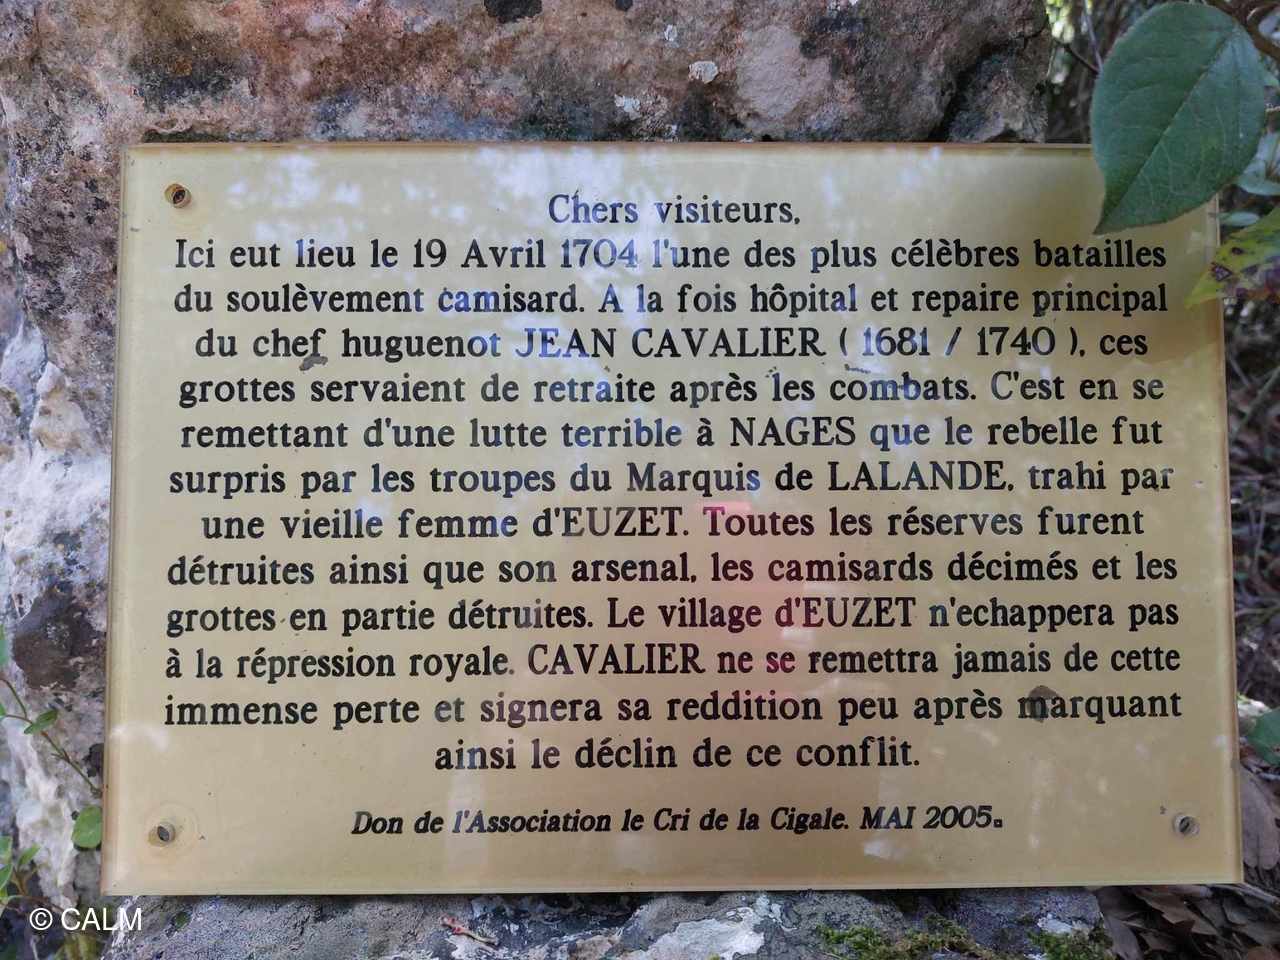 Chers visiteurs,
Ici eut lieu le 19 Avril 1704 l'une des plus célèbres batailles
du soulèvement camisard. A la fois hôpital et repaire principal
du chef huguenot JEAN CAVALIER ( 1681 / 1740 ), ces
grottes servaient de retraite après les combats. C'est en se
remettant d'une lutte terrible à NAGES que le rebelle fut
surpris par les troupes du Marquis de LALANDE, trahi par
une vieille femme d'EUZET. Toutes les réserves furent
détruites ainsi que son arsenal, les camisards décimés et les
grottes en partie détruites. Le village d'EUZET n'echappera pas
à la répression royale. CAVALIER ne se remettra jamais de cette
immense perte et signera sa reddition peu après marquant
ainsi le déclin de ce conflit.
Don de l'Association le Cri de la Cigale. MAI 2005.
© CALM